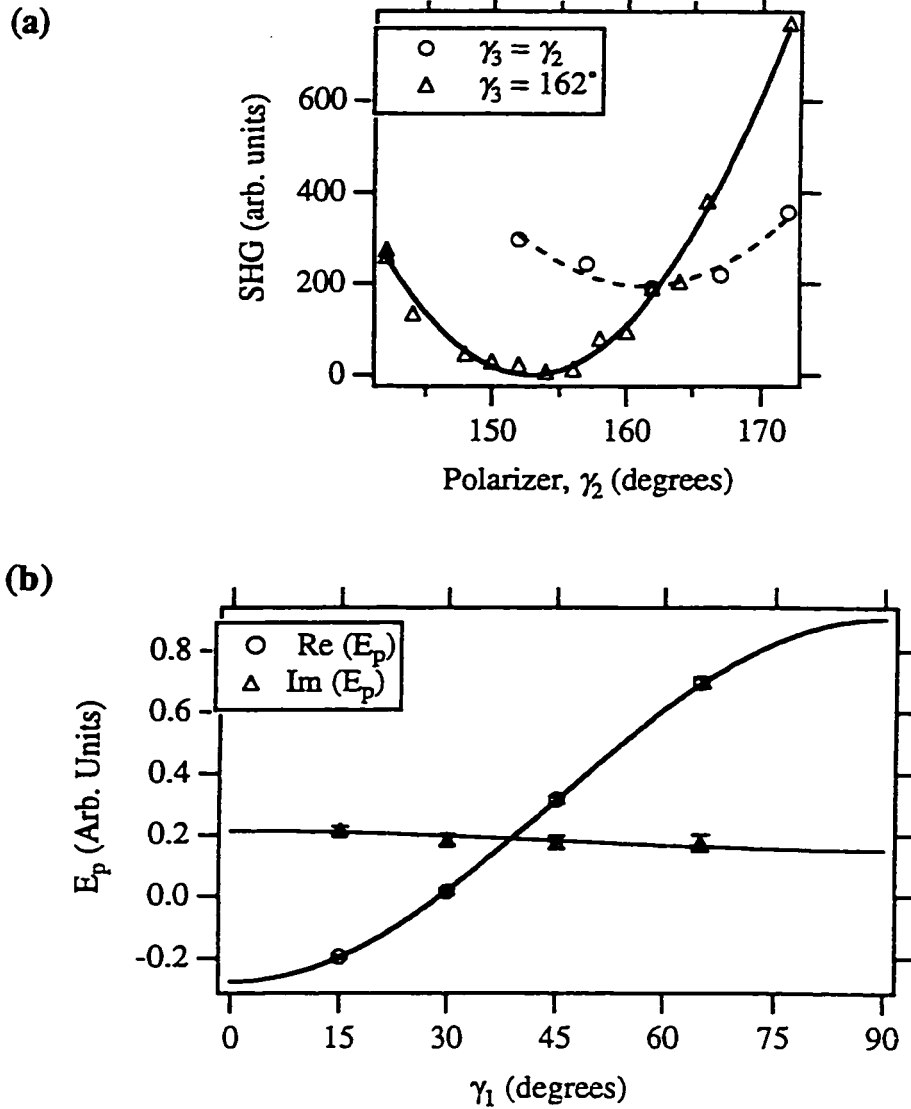 (a)
○ γ₃ = γ₂
△ γ₃ = 162°
SHG (arb. units)
600
400
200
0
150 160 170
Polarizer, γ₂ (degrees)
(b)
○ Re (Eₚ)
△ Im (Eₚ)
Eₚ (Arb. Units)
0.8
0.6
0.4
0.2
0.0
-0.2
0 15 30 45 60 75 90
γ₁ (degrees)